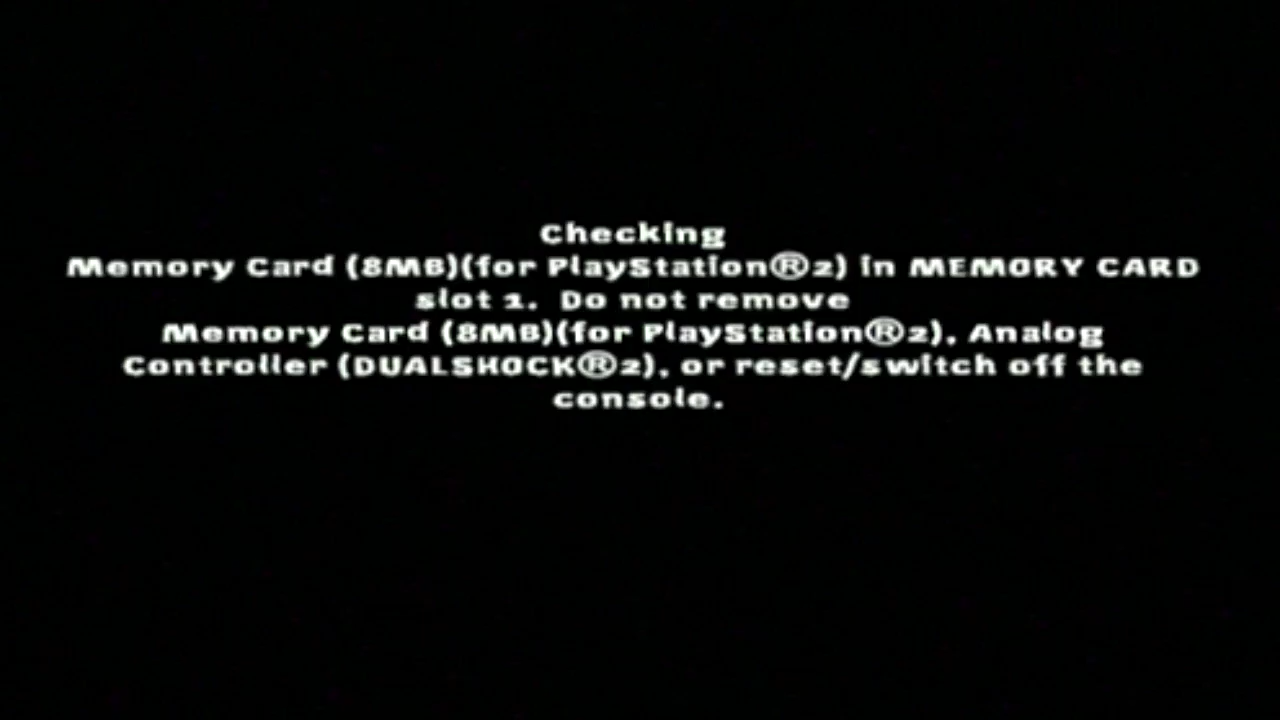 Checking
Memory Card (8MB)(for PlayStation®2) in MEMORY CARD
slot 1.  Do not remove
Memory Card (8MB)(for PlayStation®2), Analog
Controller (DUALSHOCK®2), or reset/switch off the
console.